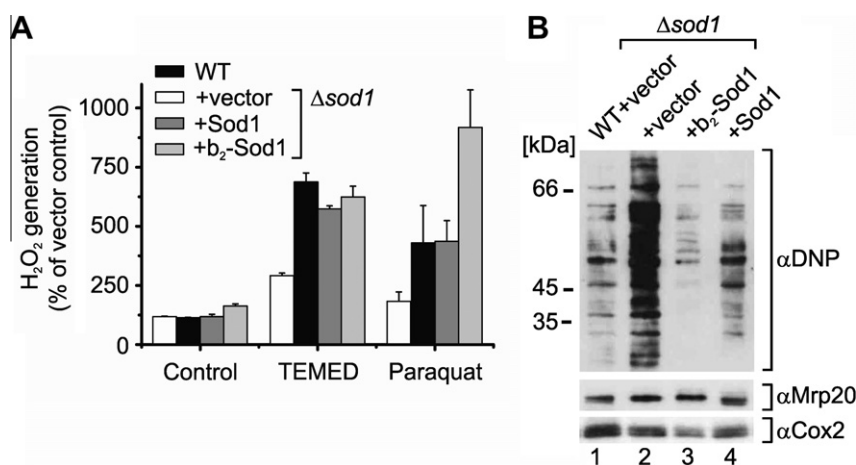 A
WT
+vector
+Sod1
+b₂-Sod1
Δsod1
H₂O₂ generation
(% of vector control)
1000
750
500
250
0
Control
TEMED
Paraquat
B
Δsod1
WT+vector
+vector
+b₂-Sod1
+Sod1
[kDa]
66
45
35
αDNP
αMrp20
αCox2
1 2 3 4